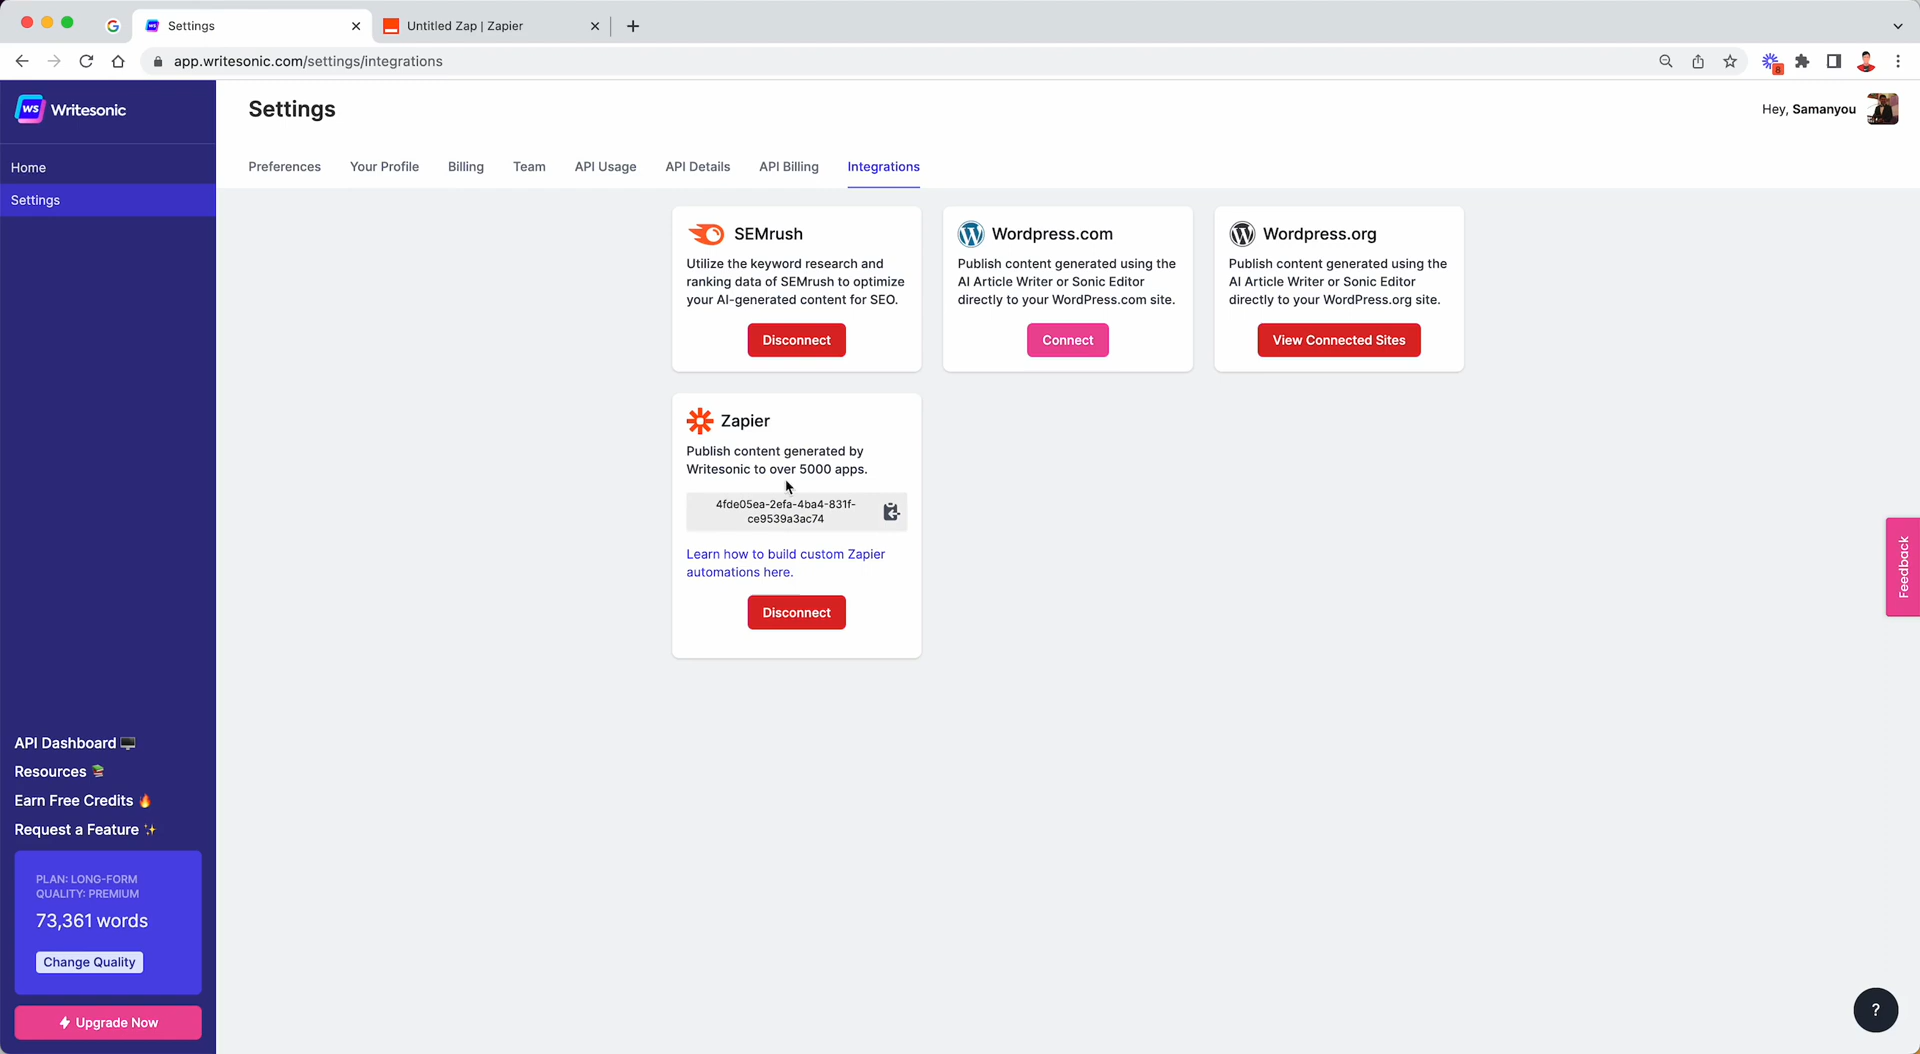 Settings
Untitled Zap | Zapier
app.writesonic.com/settings/integrations
8
WS Writesonic
Settings
Hey, Samanyou
Home
Settings
Preferences
Your Profile
Billing
Team
API Usage
API Details
API Billing
Integrations
SEMrush
Utilize the keyword research and
ranking data of SEMrush to optimize
your AI-generated content for SEO.
Disconnect
Wordpress.com
Publish content generated using the
AI Article Writer or Sonic Editor
directly to your WordPress.com site.
Connect
Wordpress.org
Publish content generated using the
AI Article Writer or Sonic Editor
directly to your WordPress.org site.
View Connected Sites
Zapier
Publish content generated by
Writesonic to over 5000 apps.
4fde05ea-2efa-4ba4-831f-
ce9539a3ac74
Learn how to build custom Zapier
automations here.
Disconnect
Feedback
API Dashboard
Resources
Earn Free Credits
Request a Feature
PLAN: LONG-FORM
QUALITY: PREMIUM
73,361 words
Change Quality
Upgrade Now
?